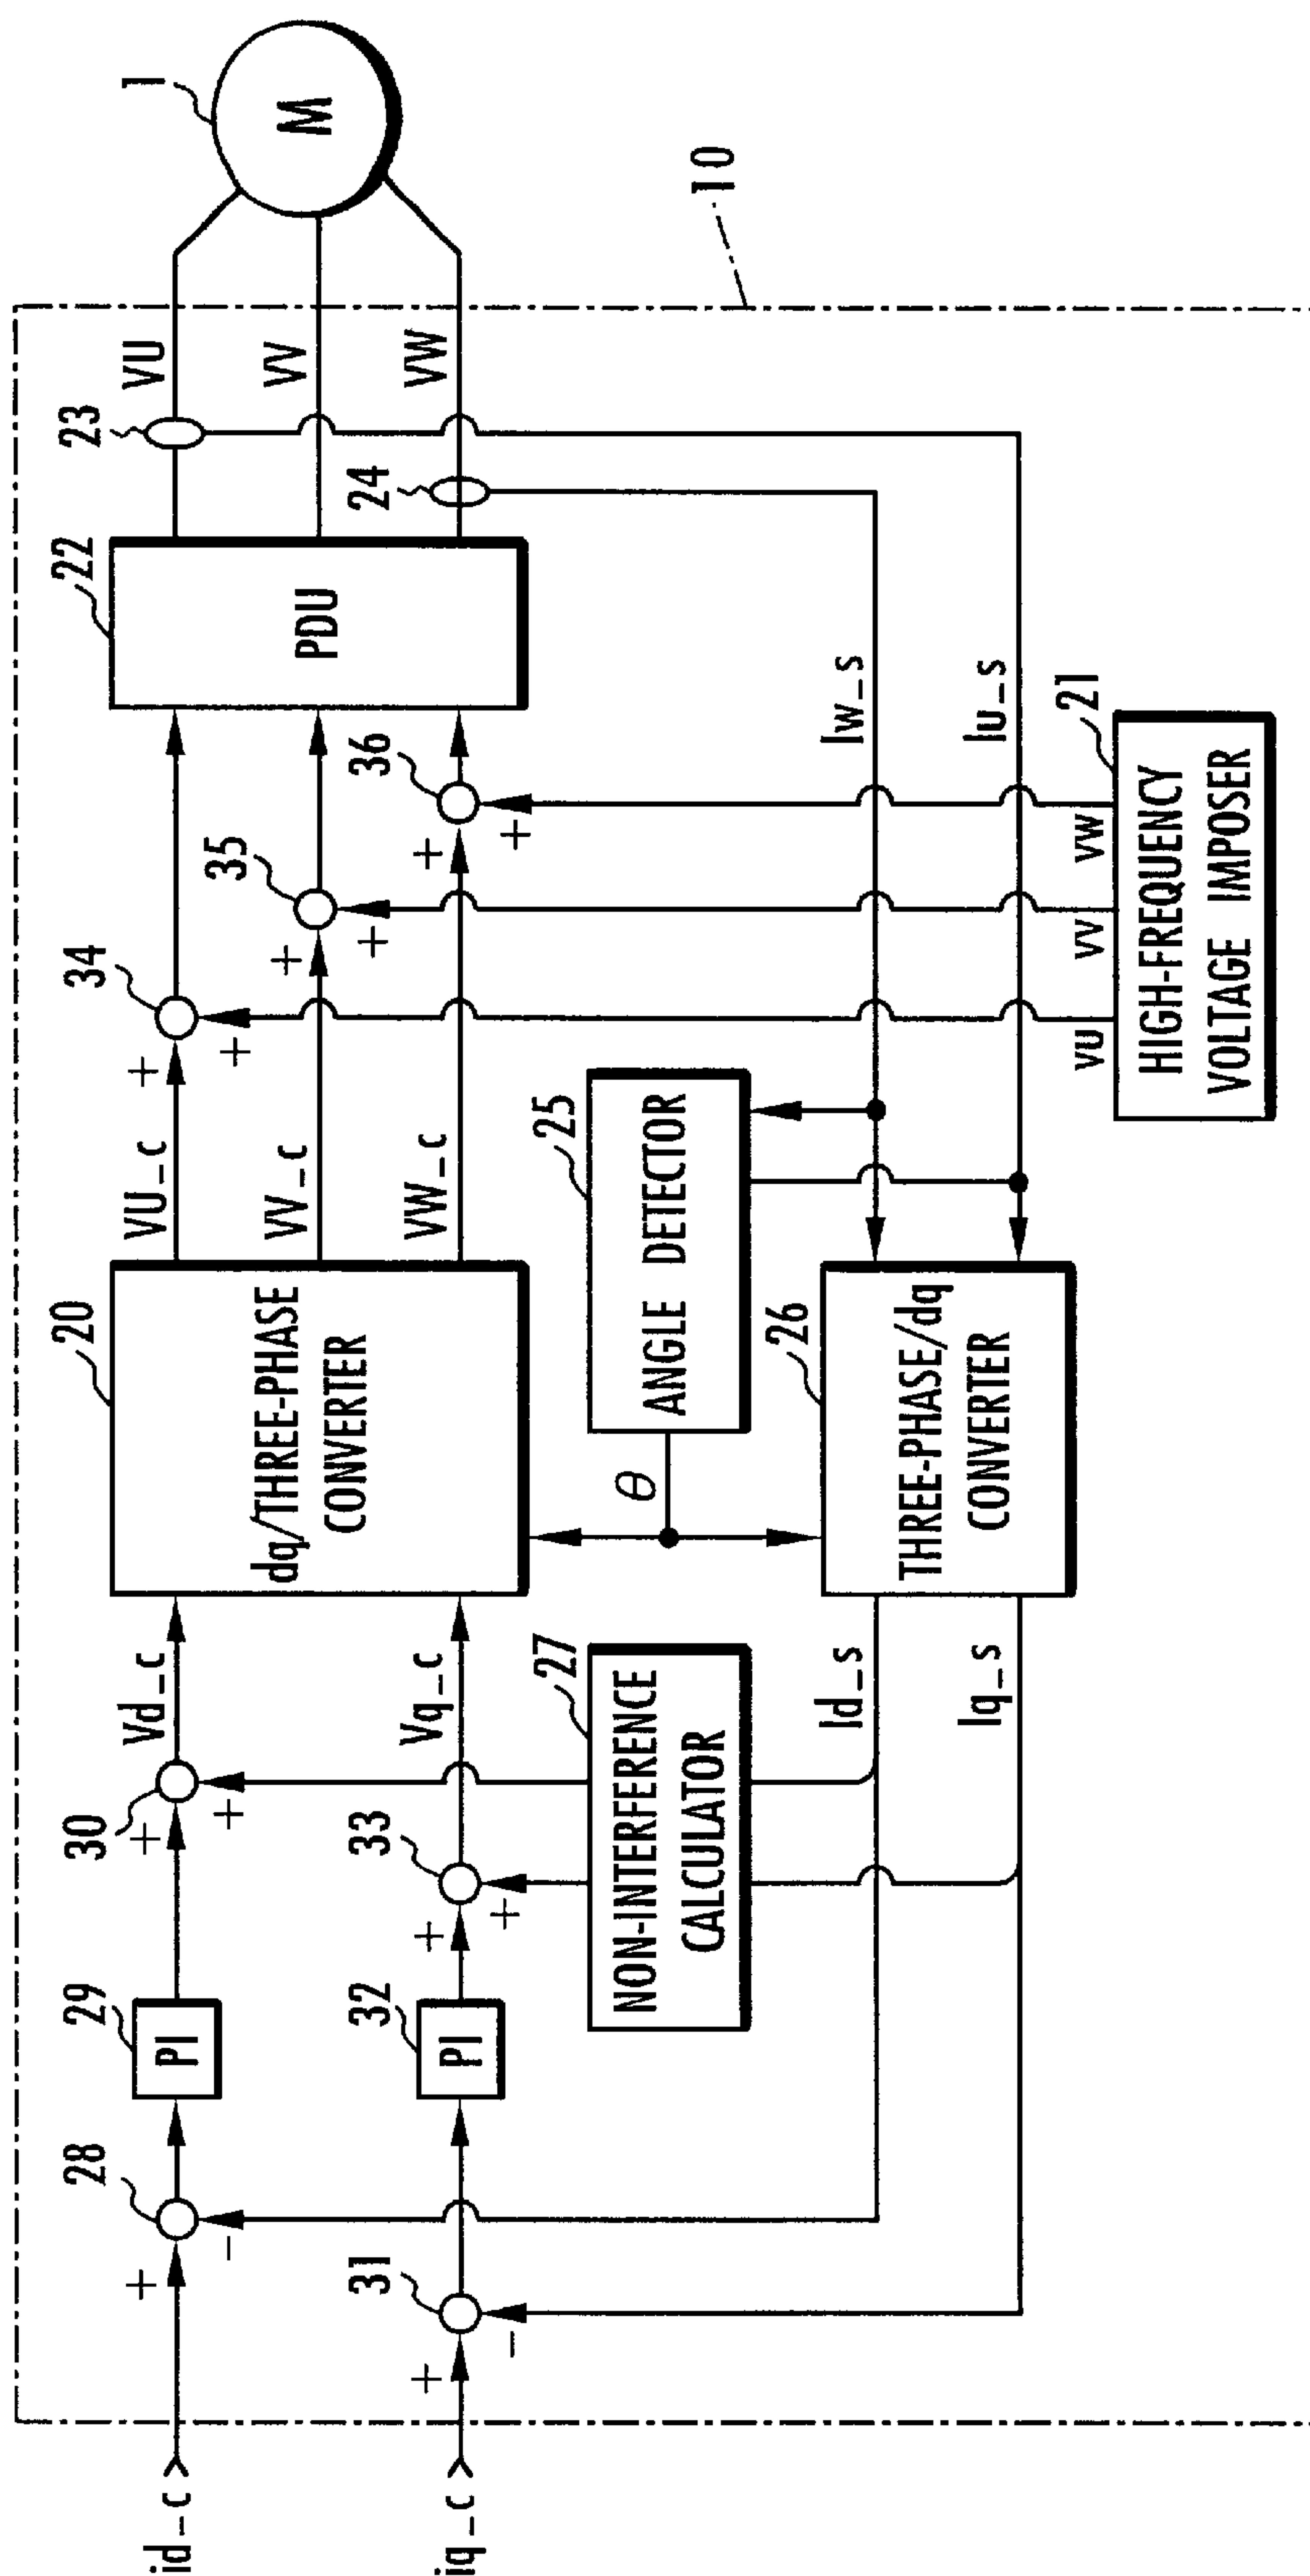 id_c
iq_c
+
-
28
+
-
31
PI
29
PI
32
+
+
30
+
+
33
Vd_c
Vq_c
NON-INTERFERENCE
CALCULATOR
27
Id_s
Iq_s
dq/THREE-PHASE
CONVERTER
20
θ
ANGLE DETECTOR
25
THREE-PHASE/dq
CONVERTER
26
VU_c
VV_c
VW_c
+
+
34
+
+
35
+
+
36
vu
vv
vw
HIGH-FREQUENCY
VOLTAGE IMPOSER
21
Iw_s
Iu_s
PDU
22
23
24
VU
VV
VW
10
M
1